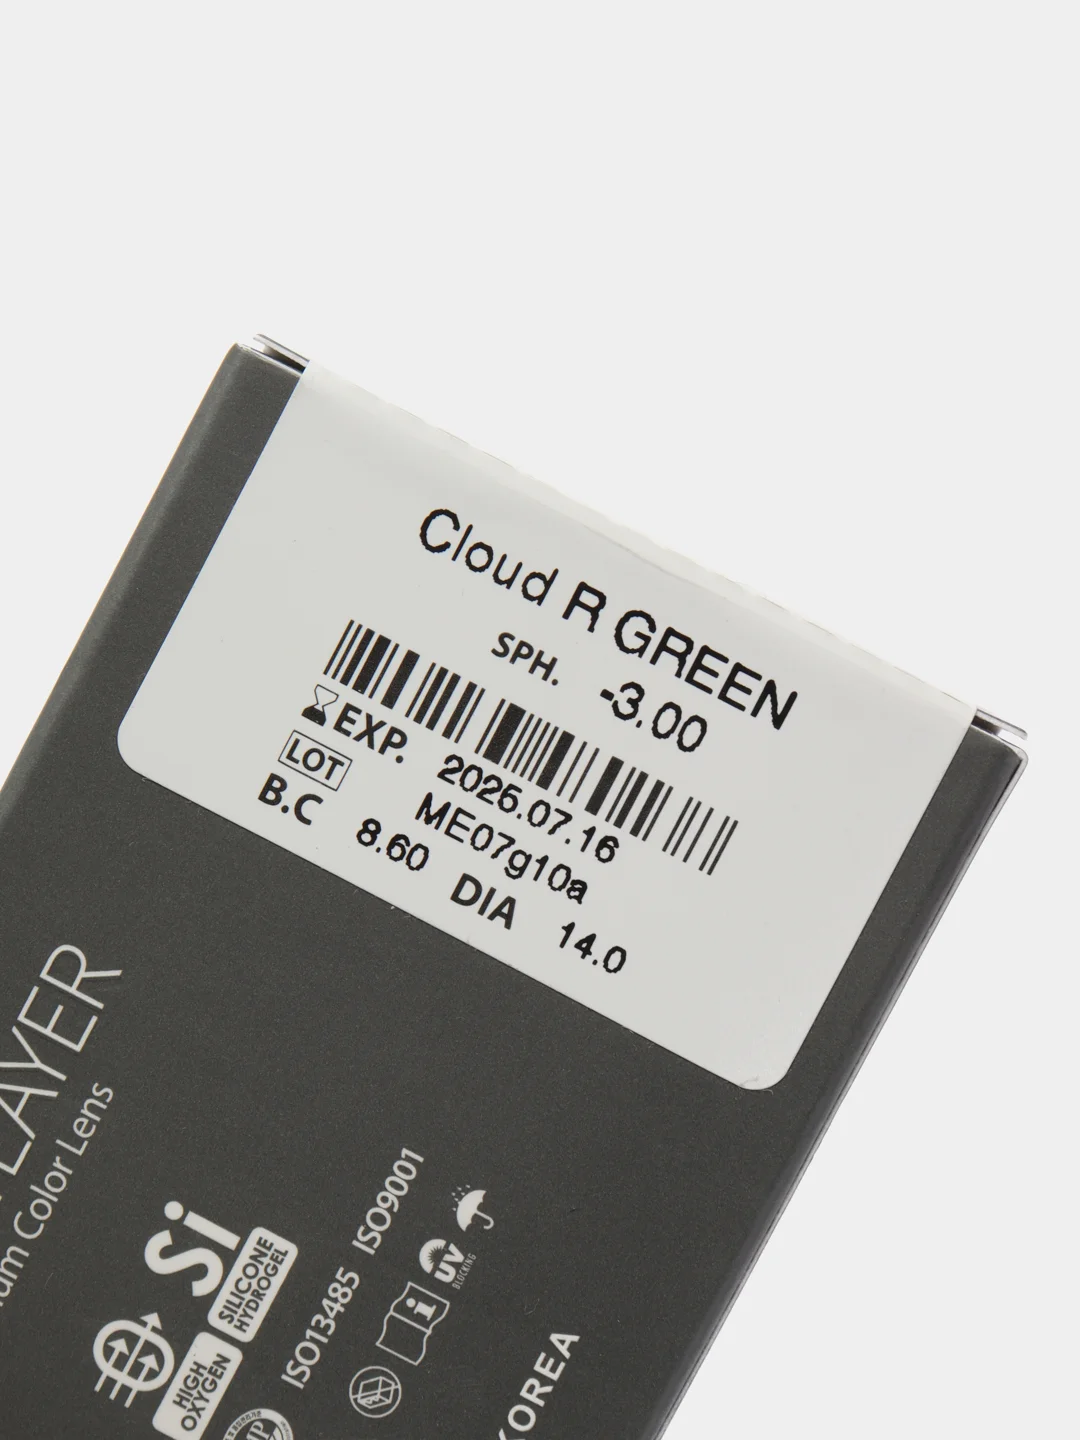 Cloud R GREEN
SPH. -3.00
EXP. 2026.07.16
LOT ME07g10a
B.C 8.60 DIA 14.0
LAYER
Color Lens
Si
SILICONE
HYDROGEL
HIGH
OXYGEN
ISO13485 ISO9001
UV
BLOCKING
KOREA